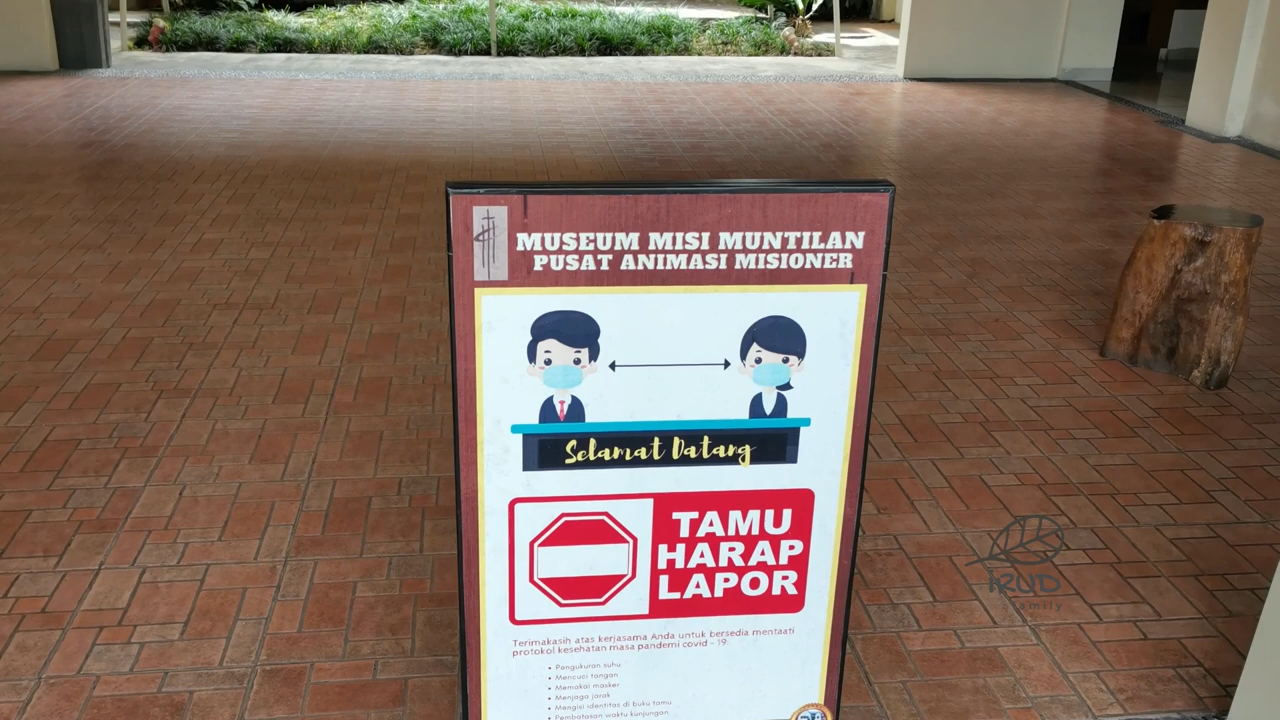 MUSEUM MISI MUNTILAN
PUSAT ANIMASI MISIONER
Selamat Datang
TAMU
HARAP
LAPOR
Terimakasih atas kerjasama Anda untuk bersedia mentaati
protokol kesehatan masa pandemi covid - 19:
• Pengukuran suhu
• Mencuci tangan
• Memakai masker
• Menjaga jarak
• Mengisi identitas di buku tamu
• Pembatasan waktu kunjungan
iRUD
family